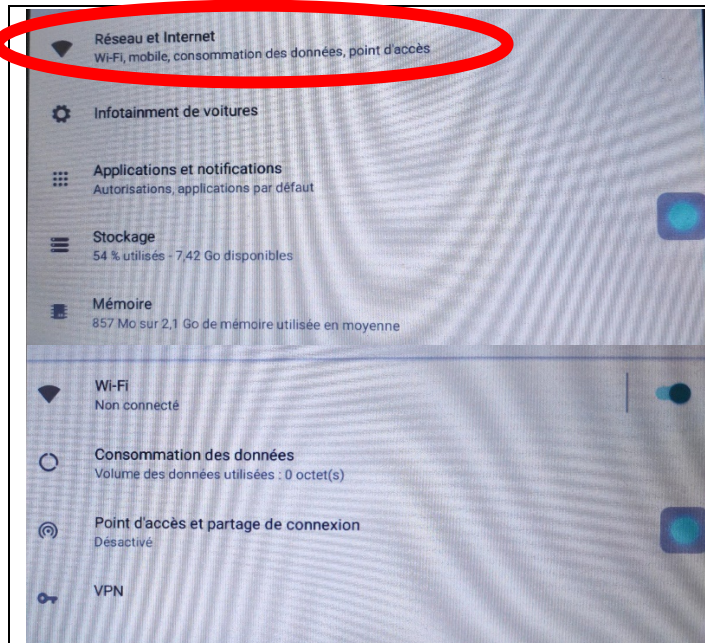 Réseau et Internet
Wi-Fi, mobile, consommation des données, point d'accès
Infotainment de voitures
Applications et notifications
Autorisations, applications par défaut
Stockage
54 % utilisés - 7,42 Go disponibles
Mémoire
857 Mo sur 2,1 Go de mémoire utilisée en moyenne
Wi-Fi
Non connecté
Consommation des données
Volume des données utilisées : 0 octet(s)
Point d'accès et partage de connexion
Désactivé
VPN